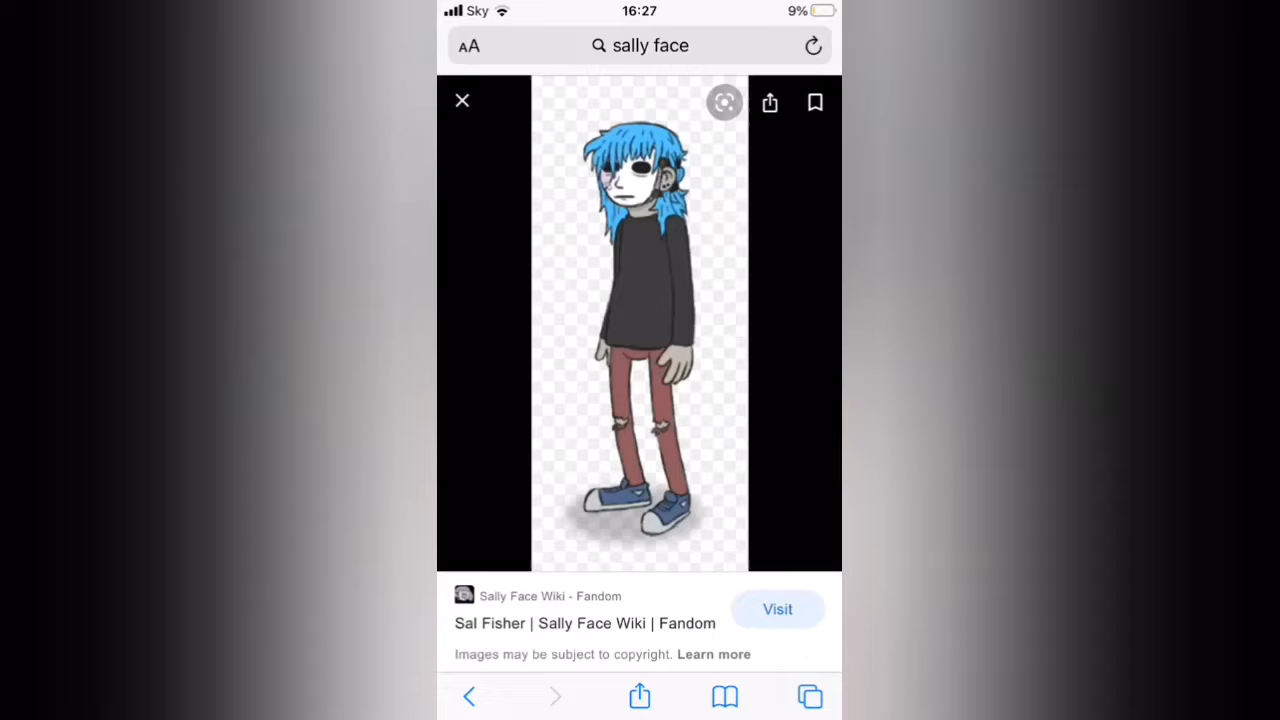 Sky 16:27 9%
AA sally face
Sally Face Wiki - Fandom
Sal Fisher | Sally Face Wiki | Fandom
Visit
Images may be subject to copyright. Learn more